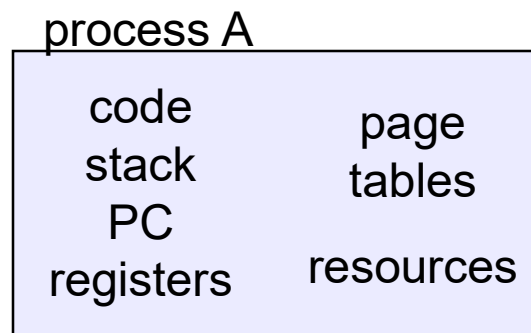 process A
code
stack
PC
registers
page
tables
resources